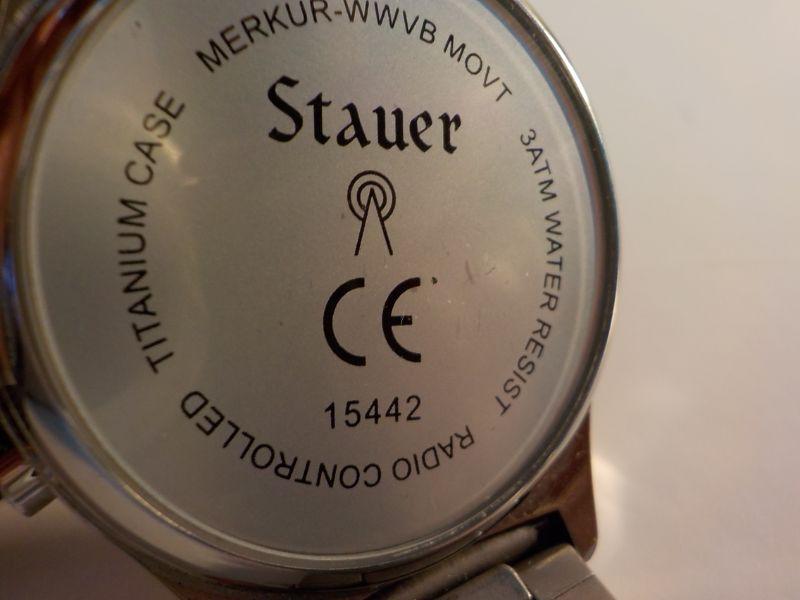 MERKUR-WWVB MOVT
Stauer
CE
15442
3ATM WATER RESIST
RADIO CONTROLLED
TITANIUM CASE